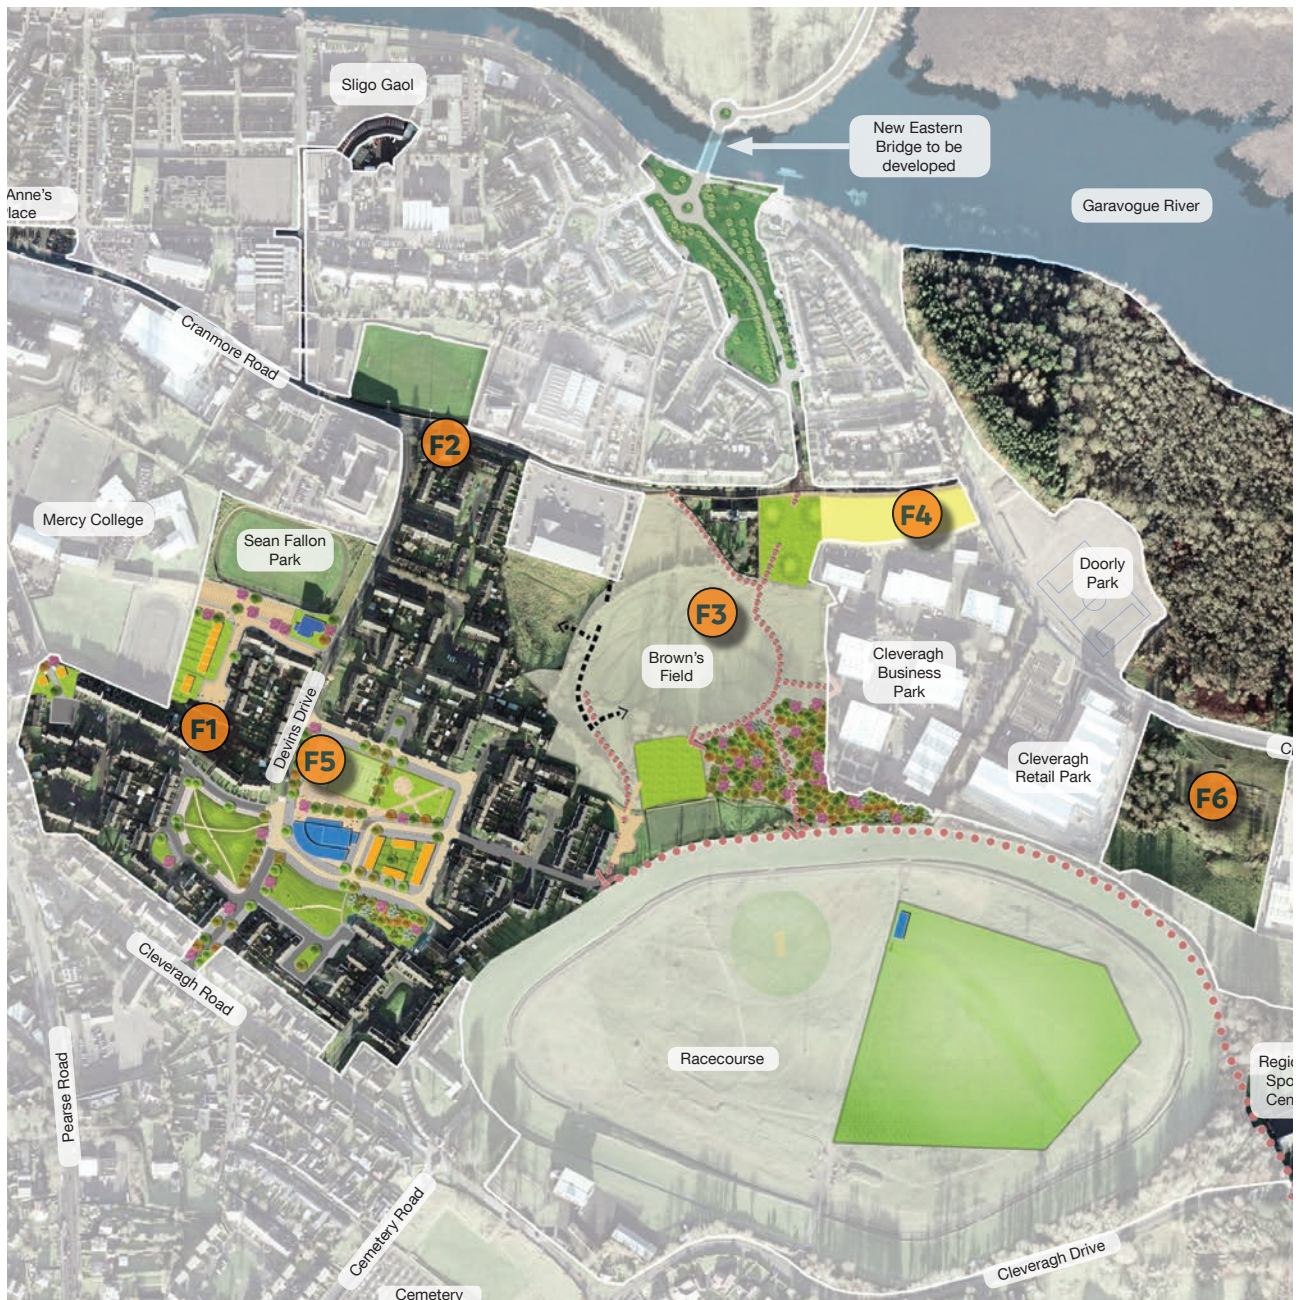 Sligo Gaol
New Eastern
Bridge to be
developed
Anne's
Place
Garavogue River
Cranmore Road
F2
Mercy College
Sean Fallon
Park
F4
Doorly
Park
F3
Brown's
Field
Cleveragh
Business
Park
F1
Devins Drive
F5
Cleveragh
Retail Park
F6
Cleveragh Road
1
Racecourse
Pearse Road
Cemetery Road
Cleveragh Drive
Cemetery